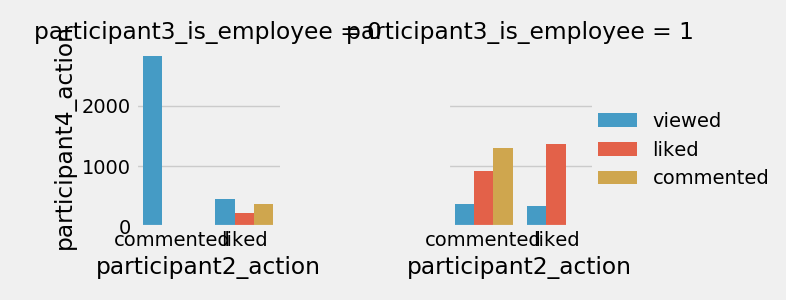 participant3_is_employee = 0
participant3_is_employee = 1
participant4_action
2000
1000
0
commented
liked
commented
liked
participant2_action
participant2_action
viewed
liked
commented